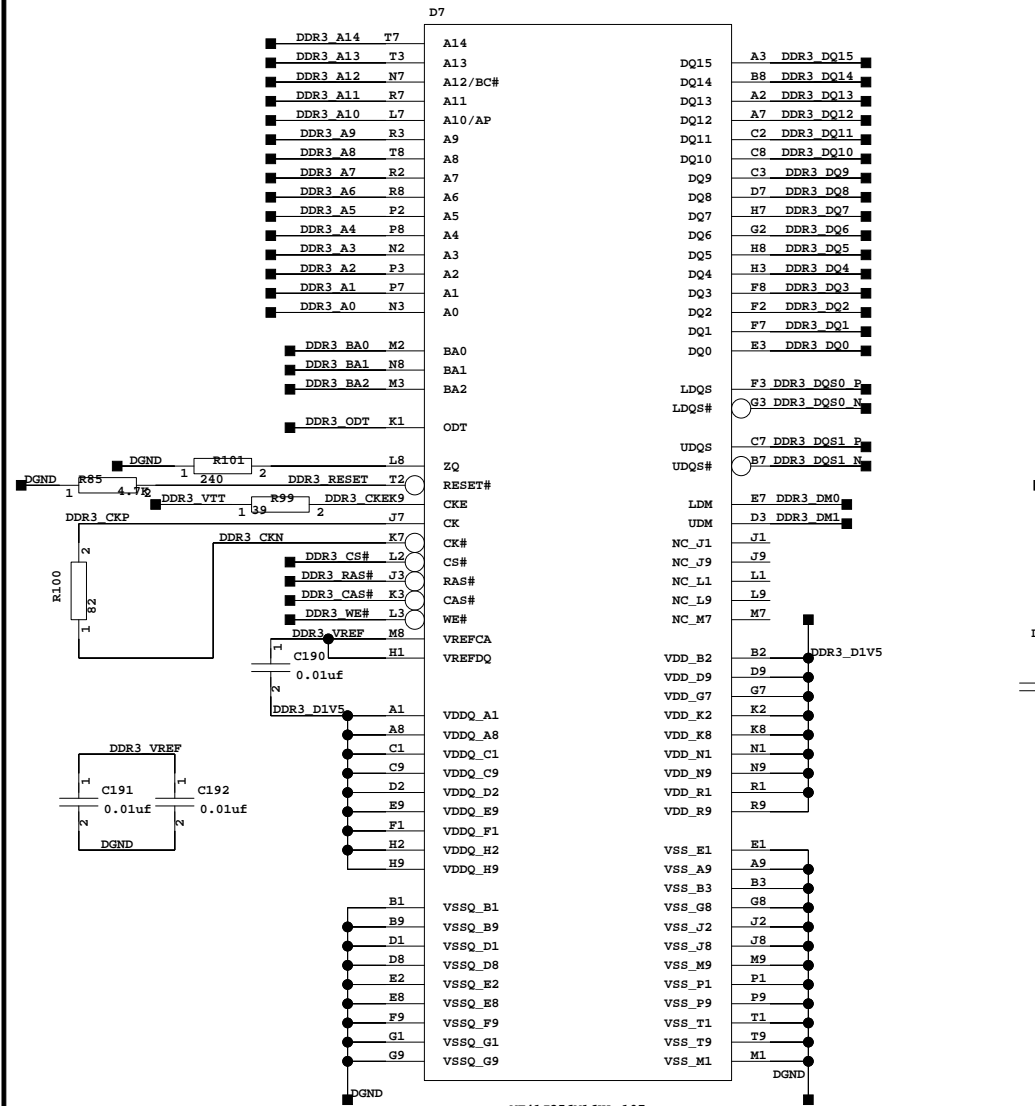 D7
DDR3_A14 T7 A14
DDR3_A13 T3 A13
DDR3_A12 N7 A12/BC#
DDR3_A11 R7 A11
DDR3_A10 L7 A10/AP
DDR3_A9 R3 A9
DDR3_A8 T8 A8
DDR3_A7 R2 A7
DDR3_A6 R8 A6
DDR3_A5 P2 A5
DDR3_A4 P8 A4
DDR3_A3 N2 A3
DDR3_A2 P3 A2
DDR3_A1 P7 A1
DDR3_A0 N3 A0
DDR3_BA0 M2 BA0
DDR3_BA1 N8 BA1
DDR3_BA2 M3 BA2
DDR3_ODT K1 ODT
DGND 1 R101 240 2 L8 ZQ
DGND 1 R85 4.7K 2 DDR3_RESET T2 RESET#
DDR3_VTT 1 R99 39 2 DDR3_CKE K9 CKE
DDR3_CKP J7 CK
DDR3_CKN K7 CK#
2 R100 82 1
DDR3_CS# L2 CS#
DDR3_RAS# J3 RAS#
DDR3_CAS# K3 CAS#
DDR3_WE# L3 WE#
DDR3_VREF M8 VREFCA
H1 VREFDQ
1 C190 0.01uf 2
DDR3_D1V5 A1 VDDQ_A1
A8 VDDQ_A8
C1 VDDQ_C1
C9 VDDQ_C9
D2 VDDQ_D2
E9 VDDQ_E9
F1 VDDQ_F1
H2 VDDQ_H2
H9 VDDQ_H9
DDR3_VREF
1 C191 0.01uf 2
1 C192 0.01uf 2
DGND
B1 VSSQ_B1
B9 VSSQ_B9
D1 VSSQ_D1
D8 VSSQ_D8
E2 VSSQ_E2
E8 VSSQ_E8
F9 VSSQ_F9
G1 VSSQ_G1
G9 VSSQ_G9
DGND
DQ15 A3 DDR3_DQ15
DQ14 B8 DDR3_DQ14
DQ13 A2 DDR3_DQ13
DQ12 A7 DDR3_DQ12
DQ11 C2 DDR3_DQ11
DQ10 C8 DDR3_DQ10
DQ9 C3 DDR3_DQ9
DQ8 D7 DDR3_DQ8
DQ7 H7 DDR3_DQ7
DQ6 G2 DDR3_DQ6
DQ5 H8 DDR3_DQ5
DQ4 H3 DDR3_DQ4
DQ3 F8 DDR3_DQ3
DQ2 F2 DDR3_DQ2
DQ1 F7 DDR3_DQ1
DQ0 E3 DDR3_DQ0
LDQS F3 DDR3_DQS0_P
LDQS# G3 DDR3_DQS0_N
UDQS C7 DDR3_DQS1_P
UDQS# B7 DDR3_DQS1_N
LDM E7 DDR3_DM0
UDM D3 DDR3_DM1
NC_J1 J1
NC_J9 J9
NC_L1 L1
NC_L9 L9
NC_M7 M7
VDD_B2 B2 DDR3_D1V5
VDD_D9 D9
VDD_G7 G7
VDD_K2 K2
VDD_K8 K8
VDD_N1 N1
VDD_N9 N9
VDD_R1 R1
VDD_R9 R9
VSS_E1 E1
VSS_A9 A9
VSS_B3 B3
VSS_G8 G8
VSS_J2 J2
VSS_J8 J8
VSS_M9 M9
VSS_P1 P1
VSS_P9 P9
VSS_T1 T1
VSS_T9 T9
VSS_M1 M1
DGND